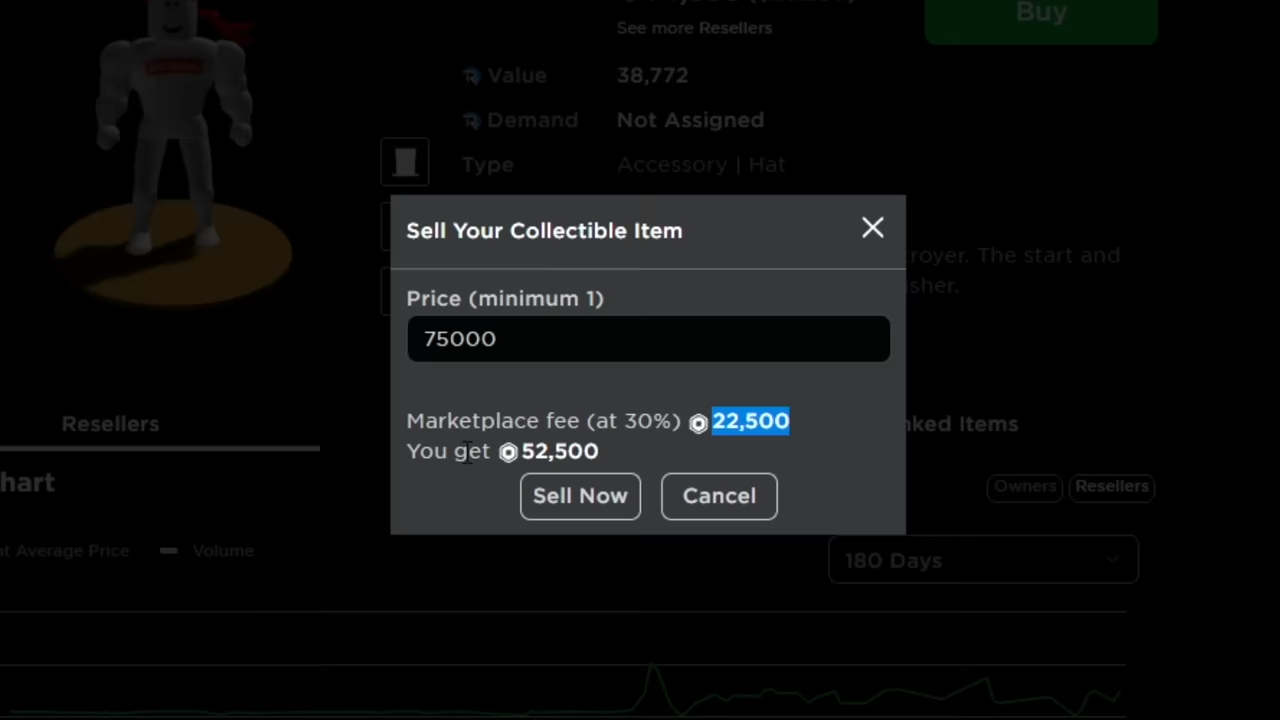 Buy
See more Resellers
Value 38,772
Demand Not Assigned
Type Accessory | Hat
Sell Your Collectible Item
Price (minimum 1)
75000
royer. The start and
sher.
Marketplace fee (at 30%) 22,500
You get 52,500
Sell Now Cancel
Resellers
ked Items
hart
Owners Resellers
t Average Price Volume
180 Days